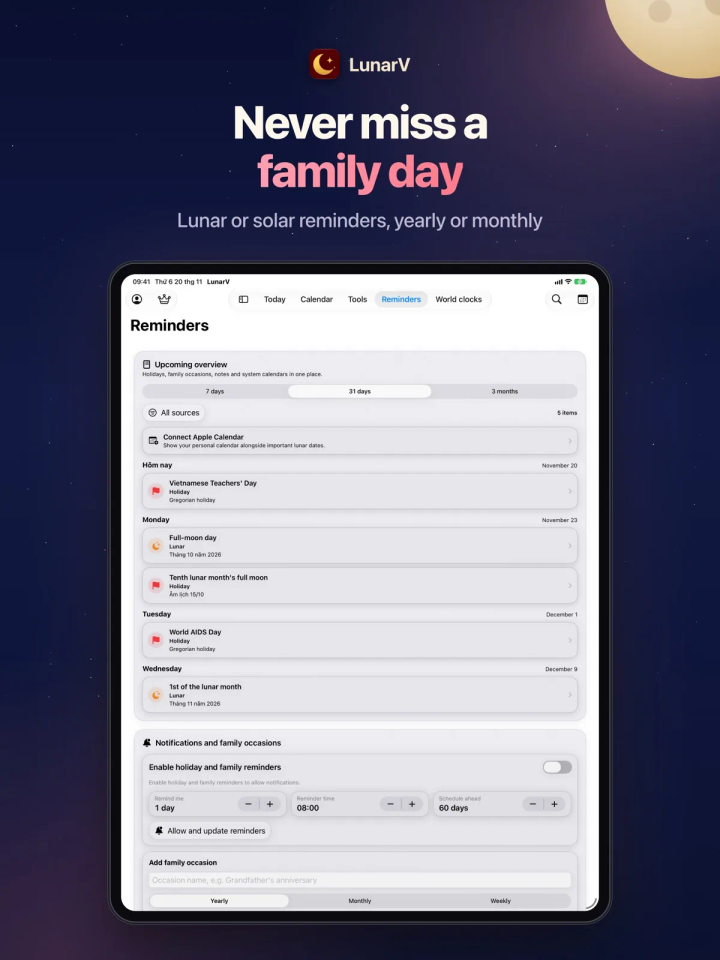 LunarV
Never miss a
family day
Lunar or solar reminders, yearly or monthly
09:41 Thứ 6 20 thg 11 LunarV
Today Calendar Tools Reminders World clocks
Reminders
Upcoming overview
Holidays, family occasions, notes and system calendars in one place.
7 days 31 days 3 months
All sources 5 items
Connect Apple Calendar
Show your personal calendar alongside important lunar dates.
Hôm nay November 20
Vietnamese Teachers' Day
Holiday
Gregorian holiday
Monday November 23
Full-moon day
Lunar
Tháng 10 năm 2026
Tenth lunar month's full moon
Holiday
Âm lịch 15/10
Tuesday December 1
World AIDS Day
Holiday
Gregorian holiday
Wednesday December 9
1st of the lunar month
Lunar
Tháng 11 năm 2026
Notifications and family occasions
Enable holiday and family reminders
Enable holiday and family reminders to allow notifications.
Remind me Reminder time Schedule ahead
1 day 08:00 60 days
Allow and update reminders
Add family occasion
Occasion name, e.g. Grandfather's anniversary
Yearly Monthly Weekly